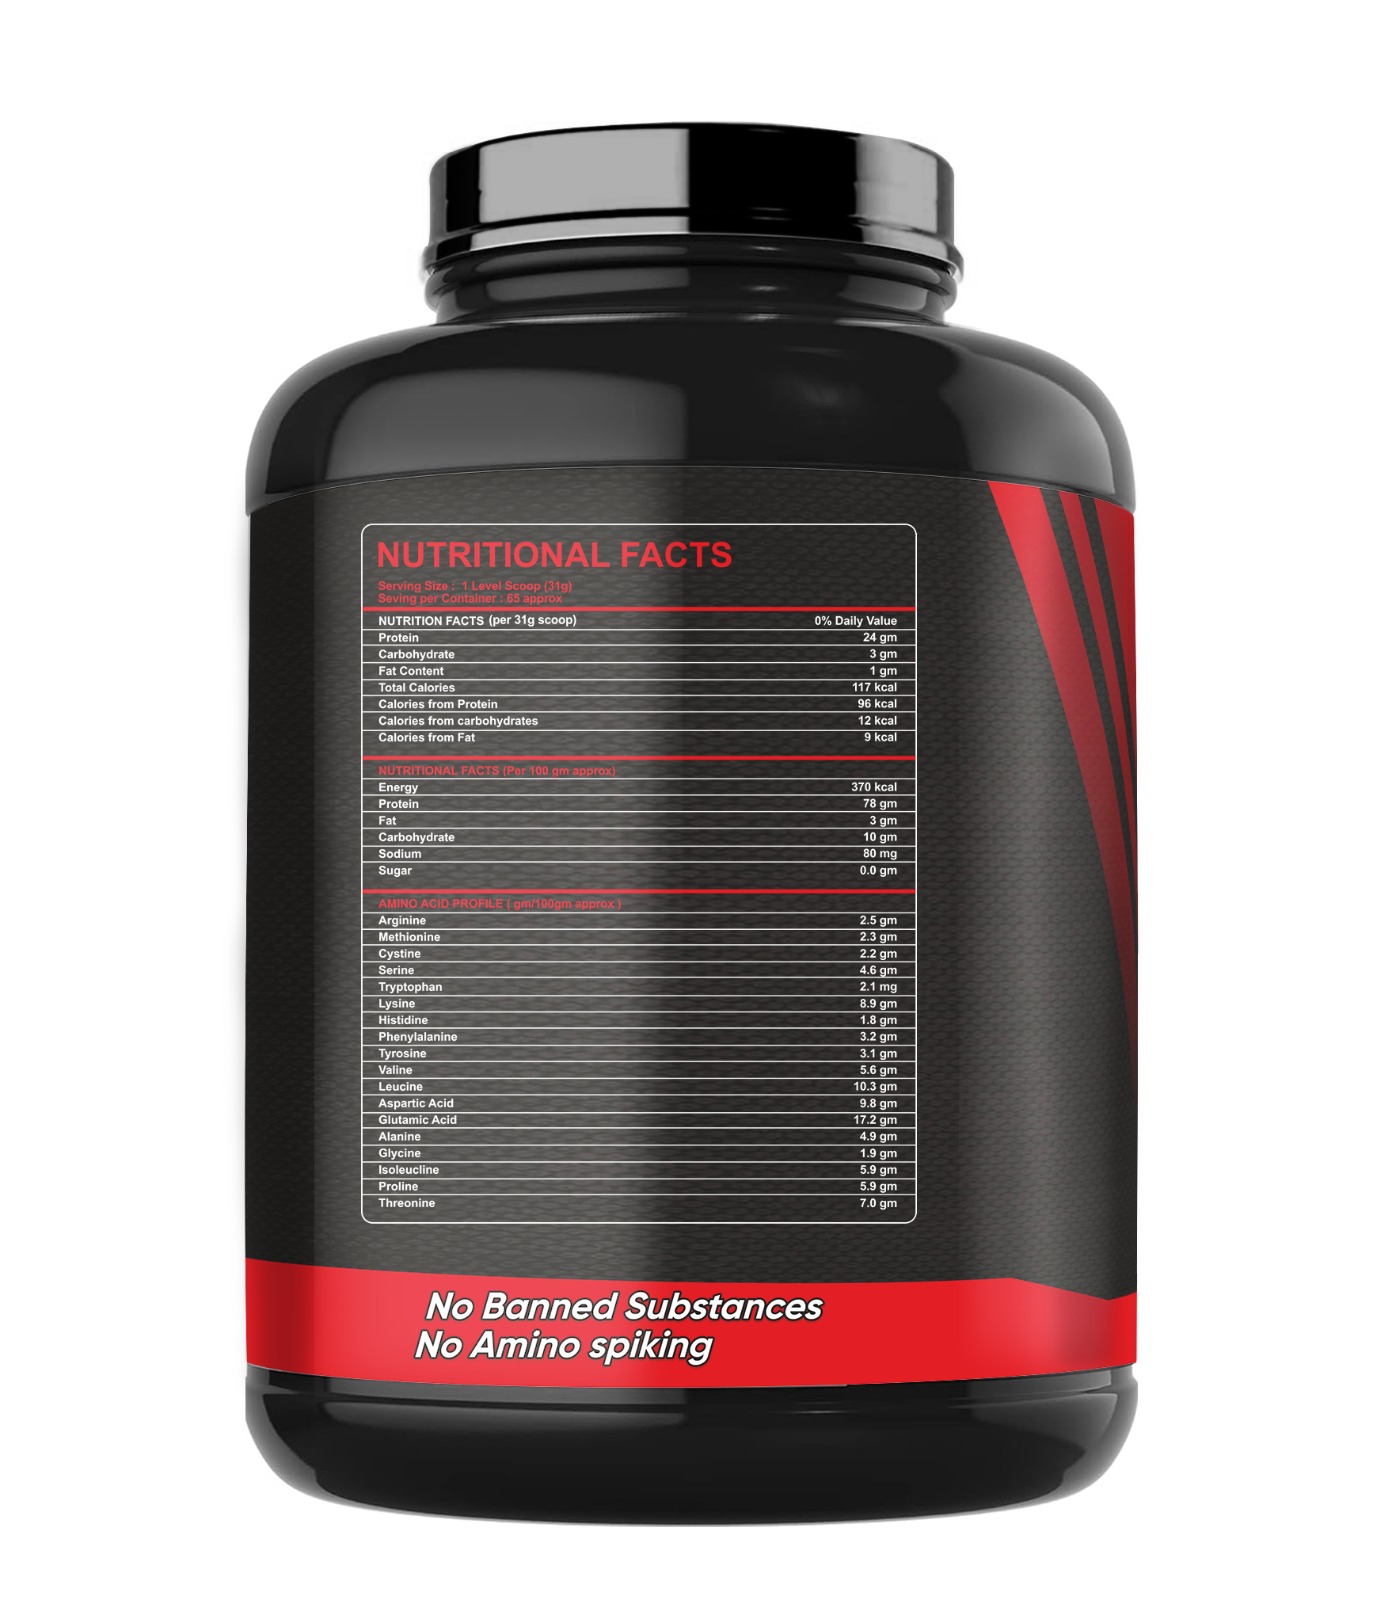 NUTRITIONAL FACTS
Serving Size : 1 Level Scoop (31g)
Seving per Container : 65 approx
NUTRITION FACTS (per 31g scoop) 0% Daily Value
Protein 24 gm
Carbohydrate 3 gm
Fat Content 1 gm
Total Calories 117 kcal
Calories from Protein 96 kcal
Calories from carbohydrates 12 kcal
Calories from Fat 9 kcal
NUTRITIONAL FACTS (Per 100 gm approx)
Energy 370 kcal
Protein 78 gm
Fat 3 gm
Carbohydrate 10 gm
Sodium 80 mg
Sugar 0.0 gm
AMINO ACID PROFILE ( gm/100gm approx )
Arginine 2.5 gm
Methionine 2.3 gm
Cystine 2.2 gm
Serine 4.6 gm
Tryptophan 2.1 mg
Lysine 8.9 gm
Histidine 1.8 gm
Phenylalanine 3.2 gm
Tyrosine 3.1 gm
Valine 5.6 gm
Leucine 10.3 gm
Aspartic Acid 9.8 gm
Glutamic Acid 17.2 gm
Alanine 4.9 gm
Glycine 1.9 gm
Isoleucline 5.9 gm
Proline 5.9 gm
Threonine 7.0 gm
No Banned Substances
No Amino spiking